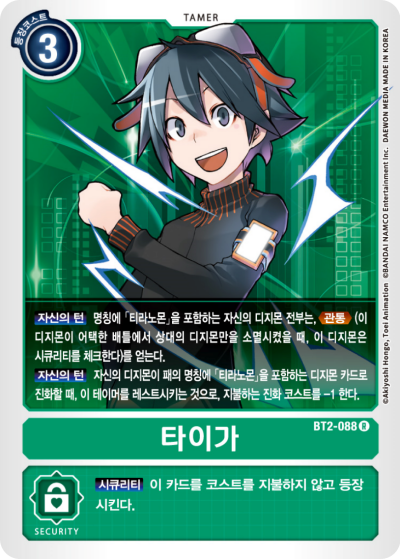 등장코스트
3
TAMER
자신의 턴 명칭에 「티라노몬」을 포함하는 자신의 디지몬 전부는, 관통 (이
디지몬이 어택한 배틀에서 상대의 디지몬만을 소멸시켰을 때, 이 디지몬은
시큐리티를 체크한다)를 얻는다.
자신의 턴 자신의 디지몬이 패의 명칭에 「티라노몬」을 포함하는 디지몬 카드로
진화할 때, 이 테이머를 레스트시키는 것으로, 지불하는 진화 코스트를 -1 한다.
BT2-088 R
타이가
시큐리티 이 카드를 코스트를 지불하지 않고 등장
시킨다.
SECURITY
©Akiyoshi Hongo, Toei Animation ©BANDAI NAMCO Entertainment Inc. DAEWON MEDIA MADE IN KOREA